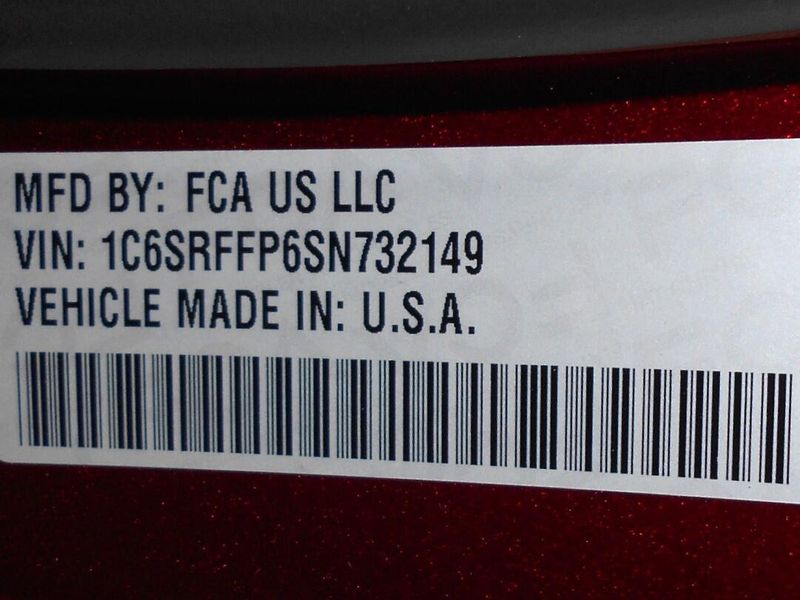 MFD BY: FCA US LLC
VIN: 1C6SRFFP6SN732149
VEHICLE MADE IN: U.S.A.